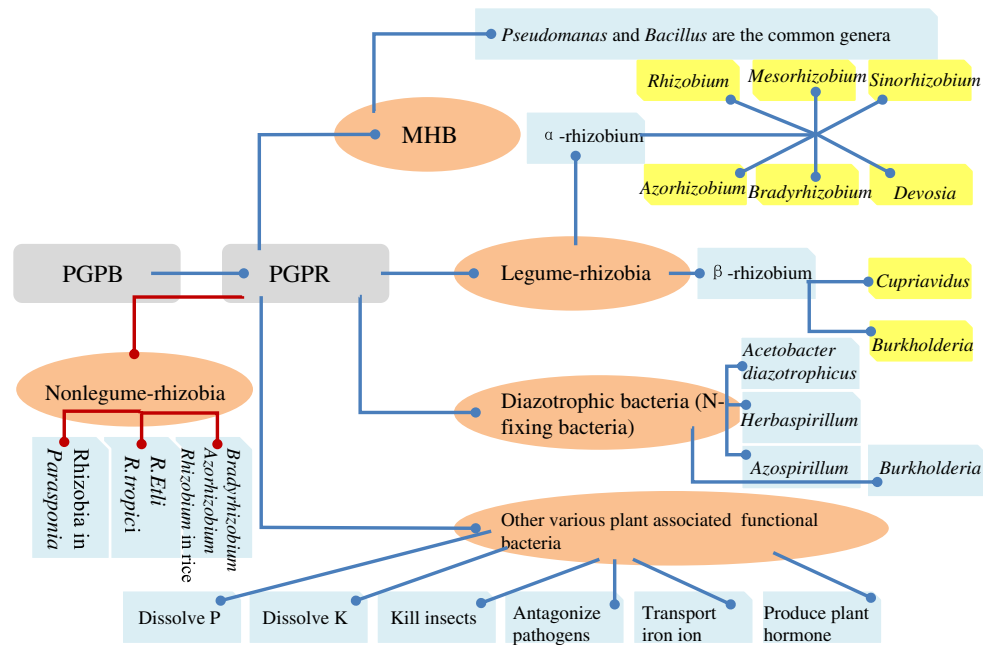 Pseudomanas and Bacillus are the common genera
Rhizobium
Mesorhizobium
Sinorhizobium
MHB
α-rhizobium
Azorhizobium
Bradyrhizobium
Devosia
PGPB
PGPR
Legume-rhizobia
β-rhizobium
Cupriavidus
Burkholderia
Nonlegume-rhizobia
Acetobacter
diazotrophicus
Diazotrophic bacteria (N-
fixing bacteria)
Herbaspirillum
Azospirillum
Burkholderia
Rhizobia in
Parasponia
R.Etli
R.tropici
Bradyrhizobium
Azorhizobium
Rhizobium in rice
Other various plant associated functional
bacteria
Dissolve P
Dissolve K
Kill insects
Antagonize
pathogens
Transport
iron ion
Produce plant
hormone